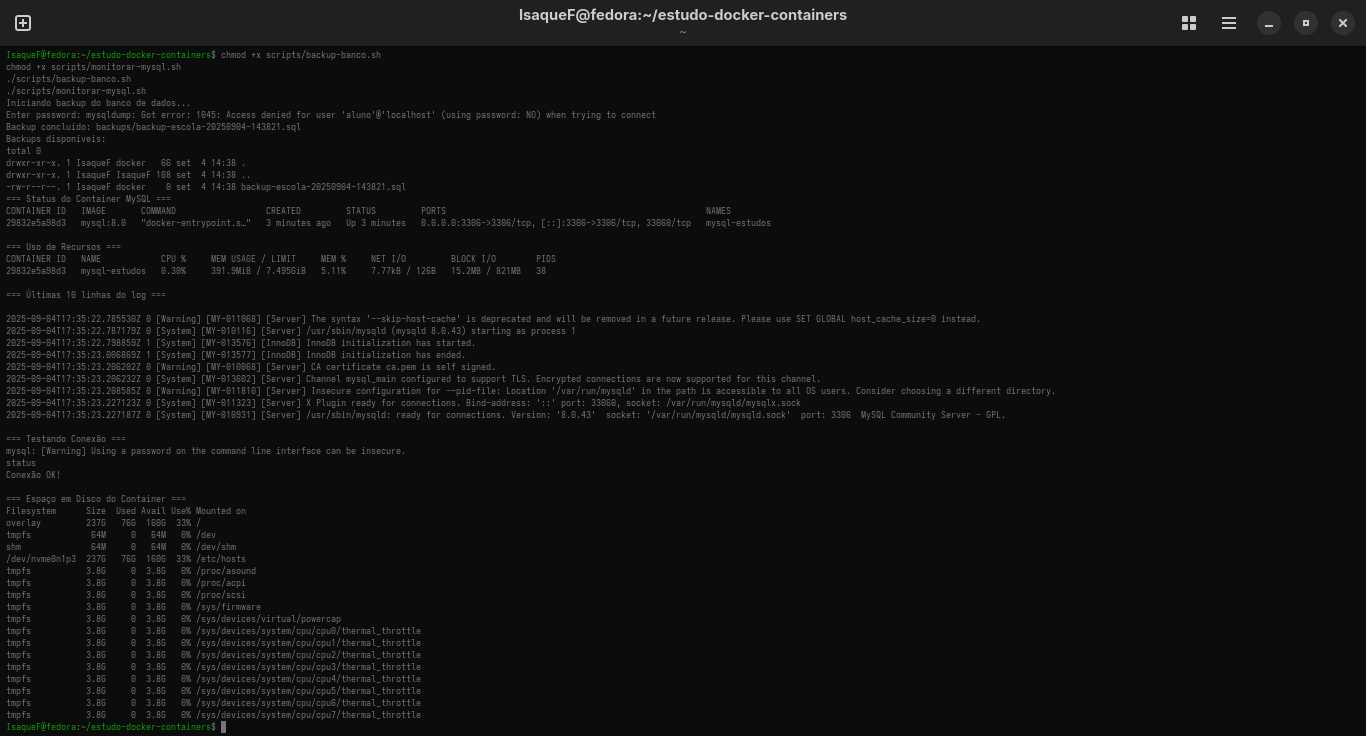 IsaqueF@fedora:~/estudo-docker-containers
~
IsaqueF@fedora:~/estudo-docker-containers$ chmod +x scripts/backup-banco.sh
chmod +x scripts/monitorar-mysql.sh
./scripts/backup-banco.sh
./scripts/monitorar-mysql.sh
Iniciando backup do banco de dados...
Enter password: mysqldump: Got error: 1045: Access denied for user 'aluno'@'localhost' (using password: NO) when trying to connect
Backup concluído: backups/backup-escola-20250904-143821.sql
Backups disponíveis:
total 0
drwxr-xr-x. 1 IsaqueF docker   66 set  4 14:38 .
drwxr-xr-x. 1 IsaqueF IsaqueF 108 set  4 14:38 ..
-rw-r--r--. 1 IsaqueF docker    0 set  4 14:38 backup-escola-20250904-143821.sql
=== Status do Container MySQL ===
CONTAINER ID   IMAGE       COMMAND                  CREATED         STATUS         PORTS                                                    NAMES
29832e5a98d3   mysql:8.0   "docker-entrypoint.s…"   3 minutes ago   Up 3 minutes   0.0.0.0:3306->3306/tcp, [::]:3306->3306/tcp, 33060/tcp   mysql-estudos

=== Uso de Recursos ===
CONTAINER ID   NAME            CPU %     MEM USAGE / LIMIT     MEM %     NET I/O         BLOCK I/O        PIDS
29832e5a98d3   mysql-estudos   0.30%     391.9MiB / 7.495GiB   5.11%     7.77kB / 126B   15.2MB / 821MB   38

=== Últimas 10 linhas do log ===

2025-09-04T17:35:22.785530Z 0 [Warning] [MY-011068] [Server] The syntax '--skip-host-cache' is deprecated and will be removed in a future release. Please use SET GLOBAL host_cache_size=0 instead.
2025-09-04T17:35:22.787179Z 0 [System] [MY-010116] [Server] /usr/sbin/mysqld (mysqld 8.0.43) starting as process 1
2025-09-04T17:35:22.798859Z 1 [System] [MY-013576] [InnoDB] InnoDB initialization has started.
2025-09-04T17:35:23.006869Z 1 [System] [MY-013577] [InnoDB] InnoDB initialization has ended.
2025-09-04T17:35:23.206202Z 0 [Warning] [MY-010068] [Server] CA certificate ca.pem is self signed.
2025-09-04T17:35:23.206232Z 0 [System] [MY-013602] [Server] Channel mysql_main configured to support TLS. Encrypted connections are now supported for this channel.
2025-09-04T17:35:23.208585Z 0 [Warning] [MY-011810] [Server] Insecure configuration for --pid-file: Location '/var/run/mysqld' in the path is accessible to all OS users. Consider choosing a different directory.
2025-09-04T17:35:23.227123Z 0 [System] [MY-011323] [Server] X Plugin ready for connections. Bind-address: '::' port: 33060, socket: /var/run/mysqld/mysqlx.sock
2025-09-04T17:35:23.227187Z 0 [System] [MY-010931] [Server] /usr/sbin/mysqld: ready for connections. Version: '8.0.43'  socket: '/var/run/mysqld/mysqld.sock'  port: 3306  MySQL Community Server - GPL.

=== Testando Conexão ===
mysql: [Warning] Using a password on the command line interface can be insecure.
status
Conexão OK!

=== Espaço em Disco do Container ===
Filesystem      Size  Used Avail Use% Mounted on
overlay         237G   76G  160G  33% /
tmpfs            64M     0   64M   0% /dev
shm              64M     0   64M   0% /dev/shm
/dev/nvme0n1p3  237G   76G  160G  33% /etc/hosts
tmpfs           3.8G     0  3.8G   0% /proc/asound
tmpfs           3.8G     0  3.8G   0% /proc/acpi
tmpfs           3.8G     0  3.8G   0% /proc/scsi
tmpfs           3.8G     0  3.8G   0% /sys/firmware
tmpfs           3.8G     0  3.8G   0% /sys/devices/virtual/powercap
tmpfs           3.8G     0  3.8G   0% /sys/devices/system/cpu/cpu0/thermal_throttle
tmpfs           3.8G     0  3.8G   0% /sys/devices/system/cpu/cpu1/thermal_throttle
tmpfs           3.8G     0  3.8G   0% /sys/devices/system/cpu/cpu2/thermal_throttle
tmpfs           3.8G     0  3.8G   0% /sys/devices/system/cpu/cpu3/thermal_throttle
tmpfs           3.8G     0  3.8G   0% /sys/devices/system/cpu/cpu4/thermal_throttle
tmpfs           3.8G     0  3.8G   0% /sys/devices/system/cpu/cpu5/thermal_throttle
tmpfs           3.8G     0  3.8G   0% /sys/devices/system/cpu/cpu6/thermal_throttle
tmpfs           3.8G     0  3.8G   0% /sys/devices/system/cpu/cpu7/thermal_throttle
IsaqueF@fedora:~/estudo-docker-containers$